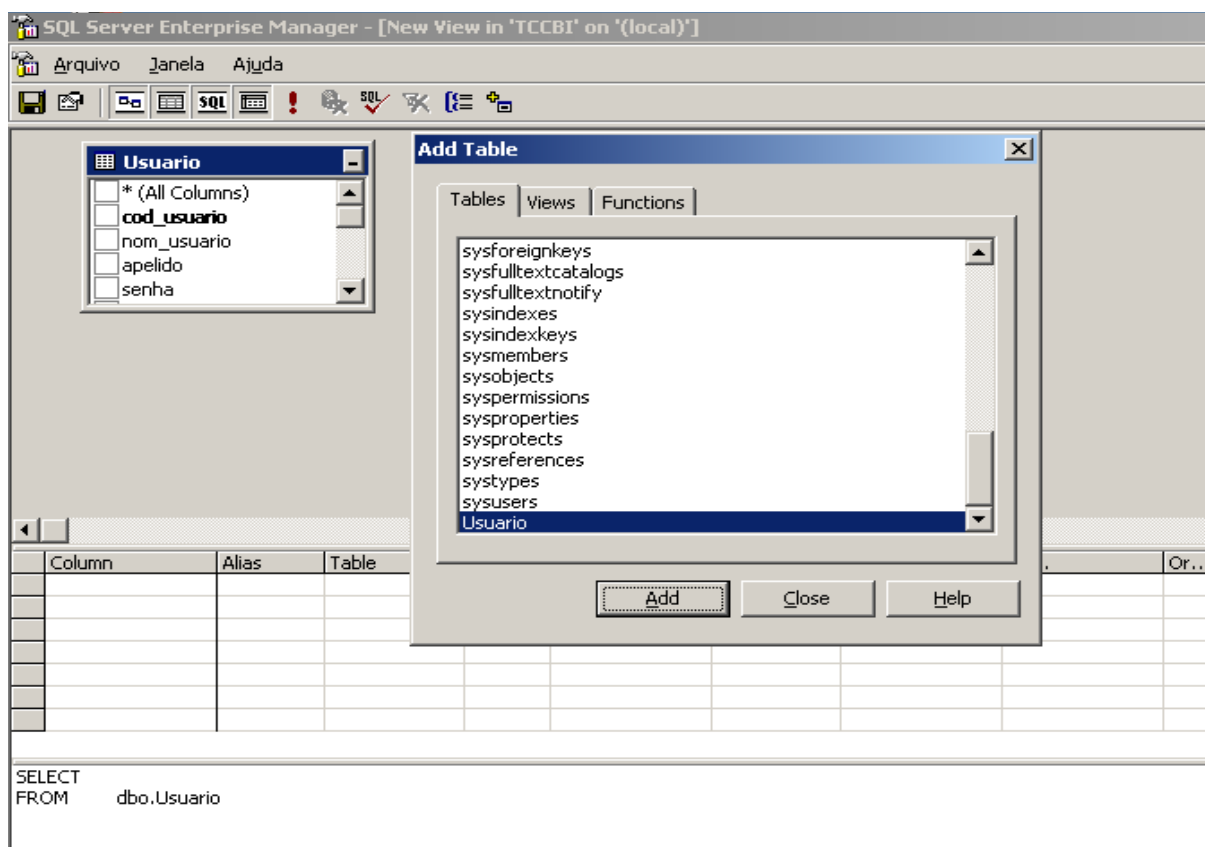 SQL Server Enterprise Manager - [New View in 'TCCBI' on '(local)']
Arquivo Janela Ajuda
SQL SQL
Usuario
* (All Columns)
cod_usuario
nom_usuario
apelido
senha
Add Table
Tables Views Functions
sysforeignkeys
sysfulltextcatalogs
sysfulltextnotify
sysindexes
sysindexkeys
sysmembers
sysobjects
syspermissions
sysproperties
sysprotects
sysreferences
systypes
sysusers
Usuario
Add Close Help
Column Alias Table . Or...
SELECT
FROM dbo.Usuario